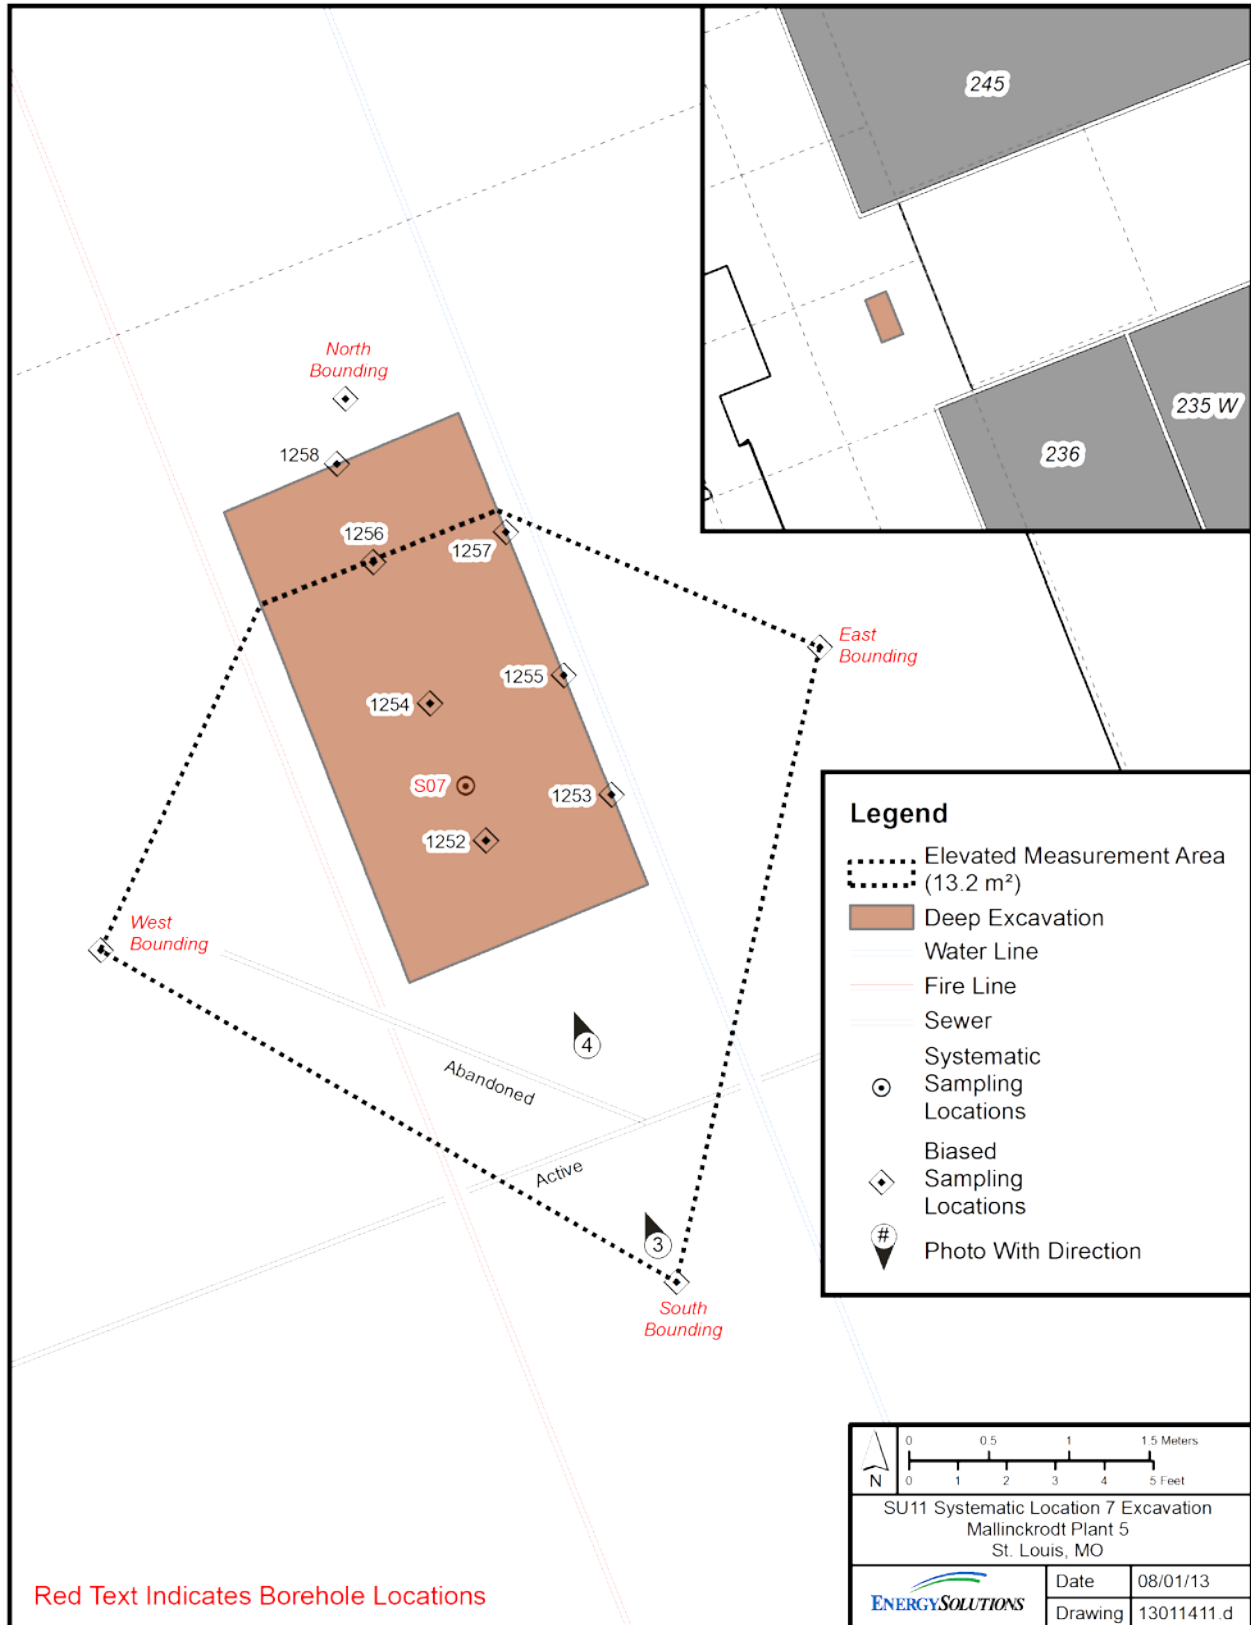 245
235 W
236
North
Bounding
1258
1256
1257
East
Bounding
1255
1254
S07
1253
1252
West
Bounding
4
Abandoned
Active
3
South
Bounding
Legend
Elevated Measurement Area
(13.2 m²)
Deep Excavation
Water Line
Fire Line
Sewer
Systematic
Sampling
Locations
Biased
Sampling
Locations
#
Photo With Direction
0 0.5 1 1.5 Meters
N
0 1 2 3 4 5 Feet
SU11 Systematic Location 7 Excavation
Mallinckrodt Plant 5
St. Louis, MO
ENERGYSOLUTIONS
Date 08/01/13
Drawing 13011411.d
Red Text Indicates Borehole Locations